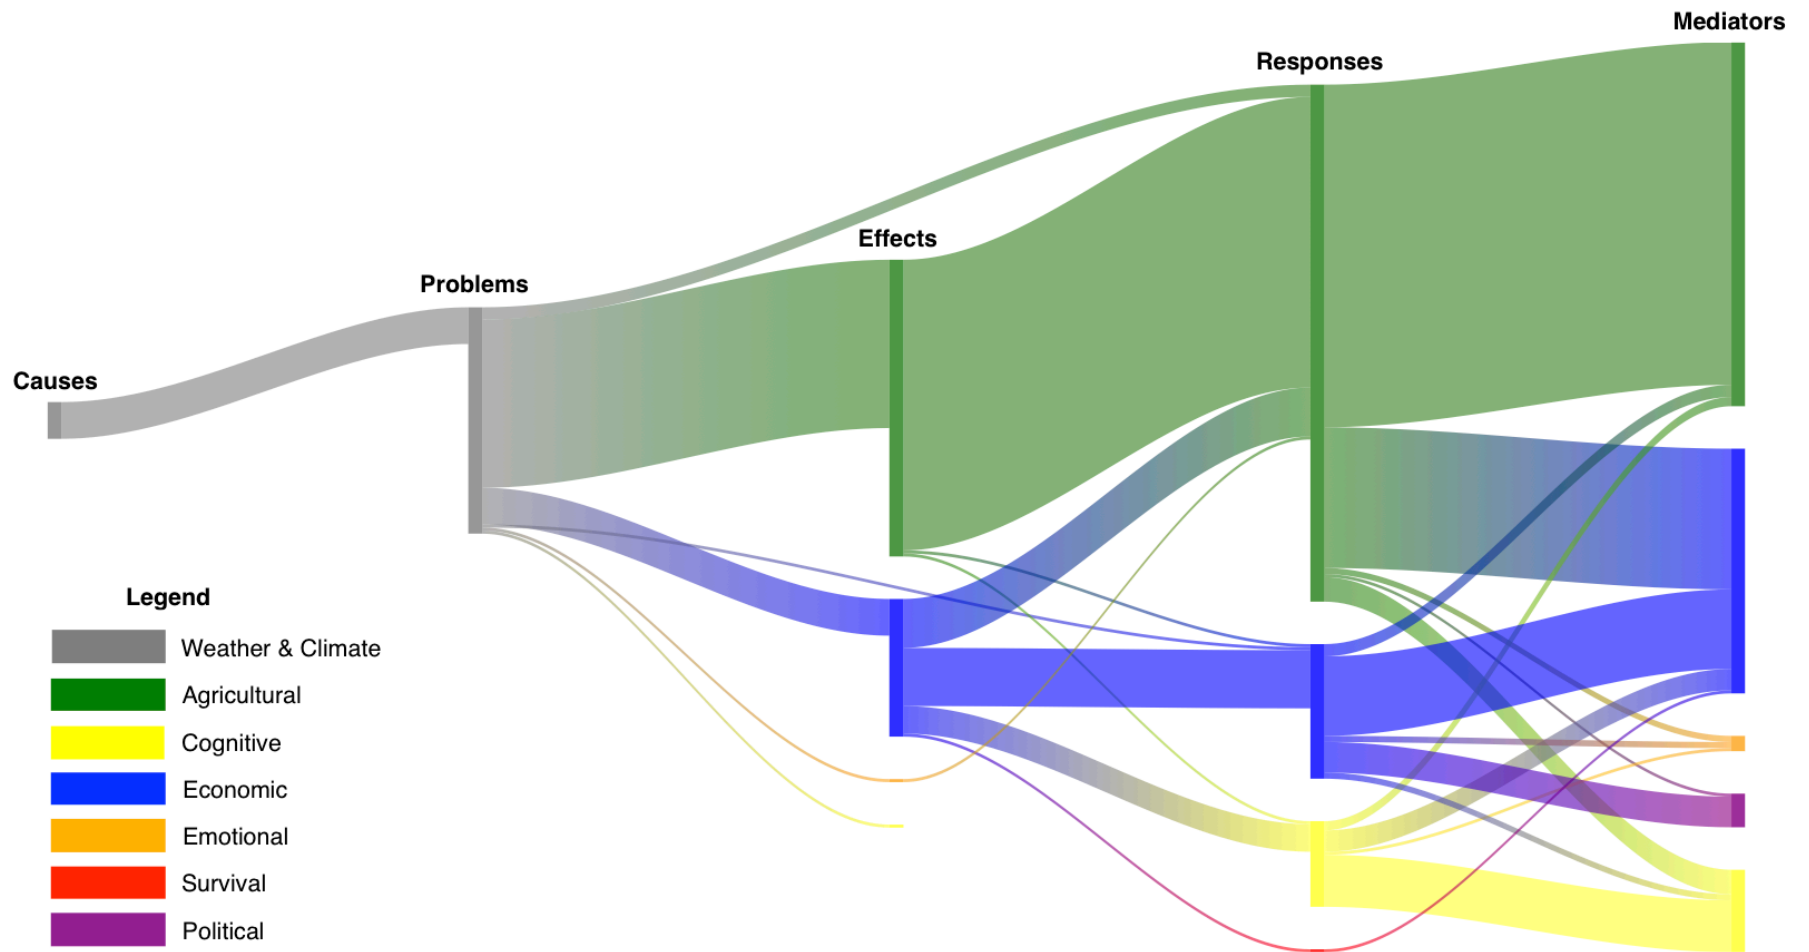 Mediators
Responses
Effects
Problems
Causes
Legend
Weather & Climate
Agricultural
Cognitive
Economic
Emotional
Survival
Political